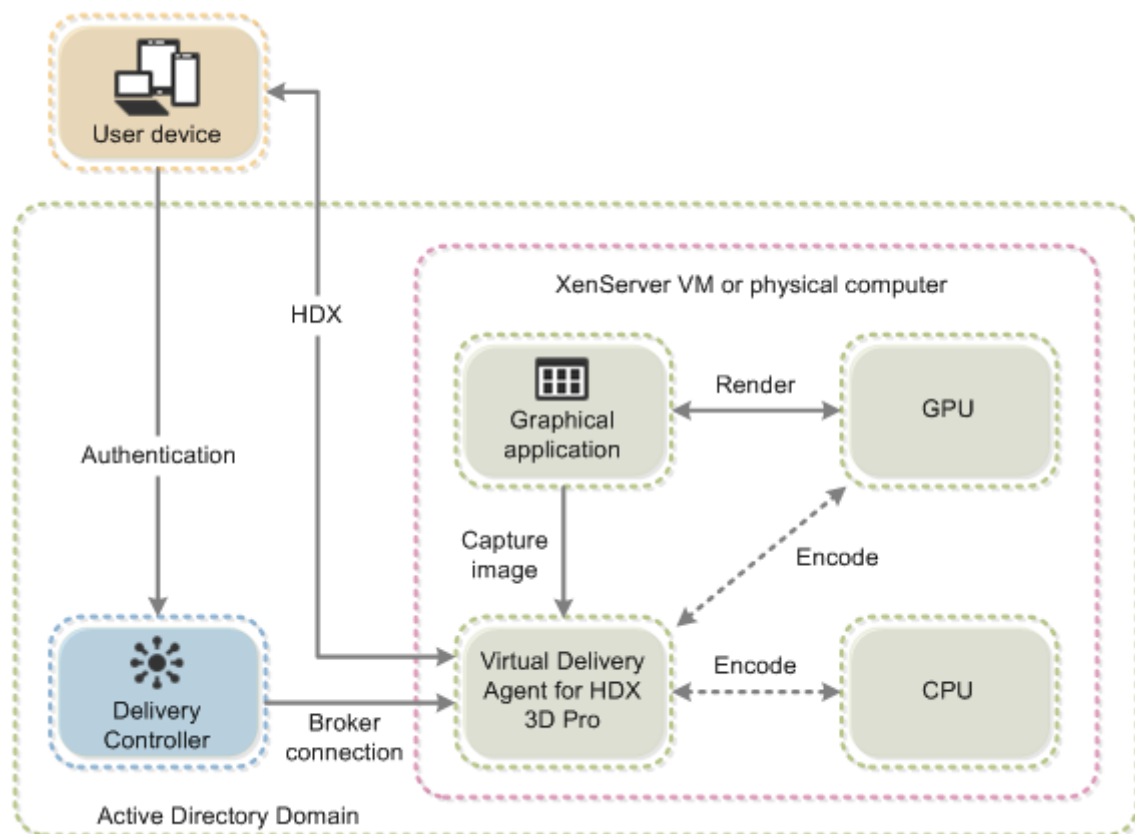 User device
XenServer VM or physical computer
HDX
Render
GPU
Graphical
application
Authentication
Capture
image
Encode
Virtual Delivery
Agent for HDX
3D Pro
Encode
CPU
Delivery
Controller
Broker
connection
Active Directory Domain